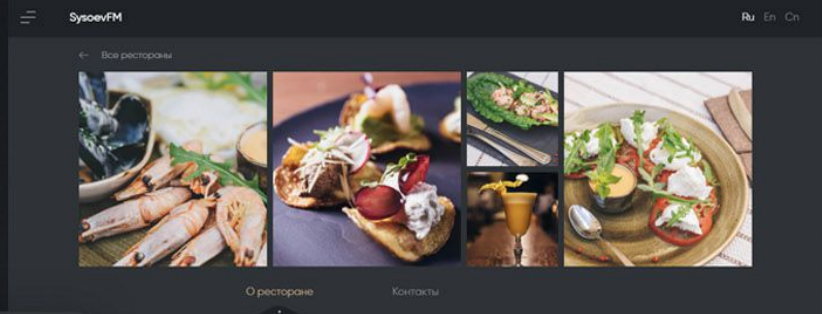 SysoevFM
Ru En Cn
← Все рестораны
О ресторане
Контакты